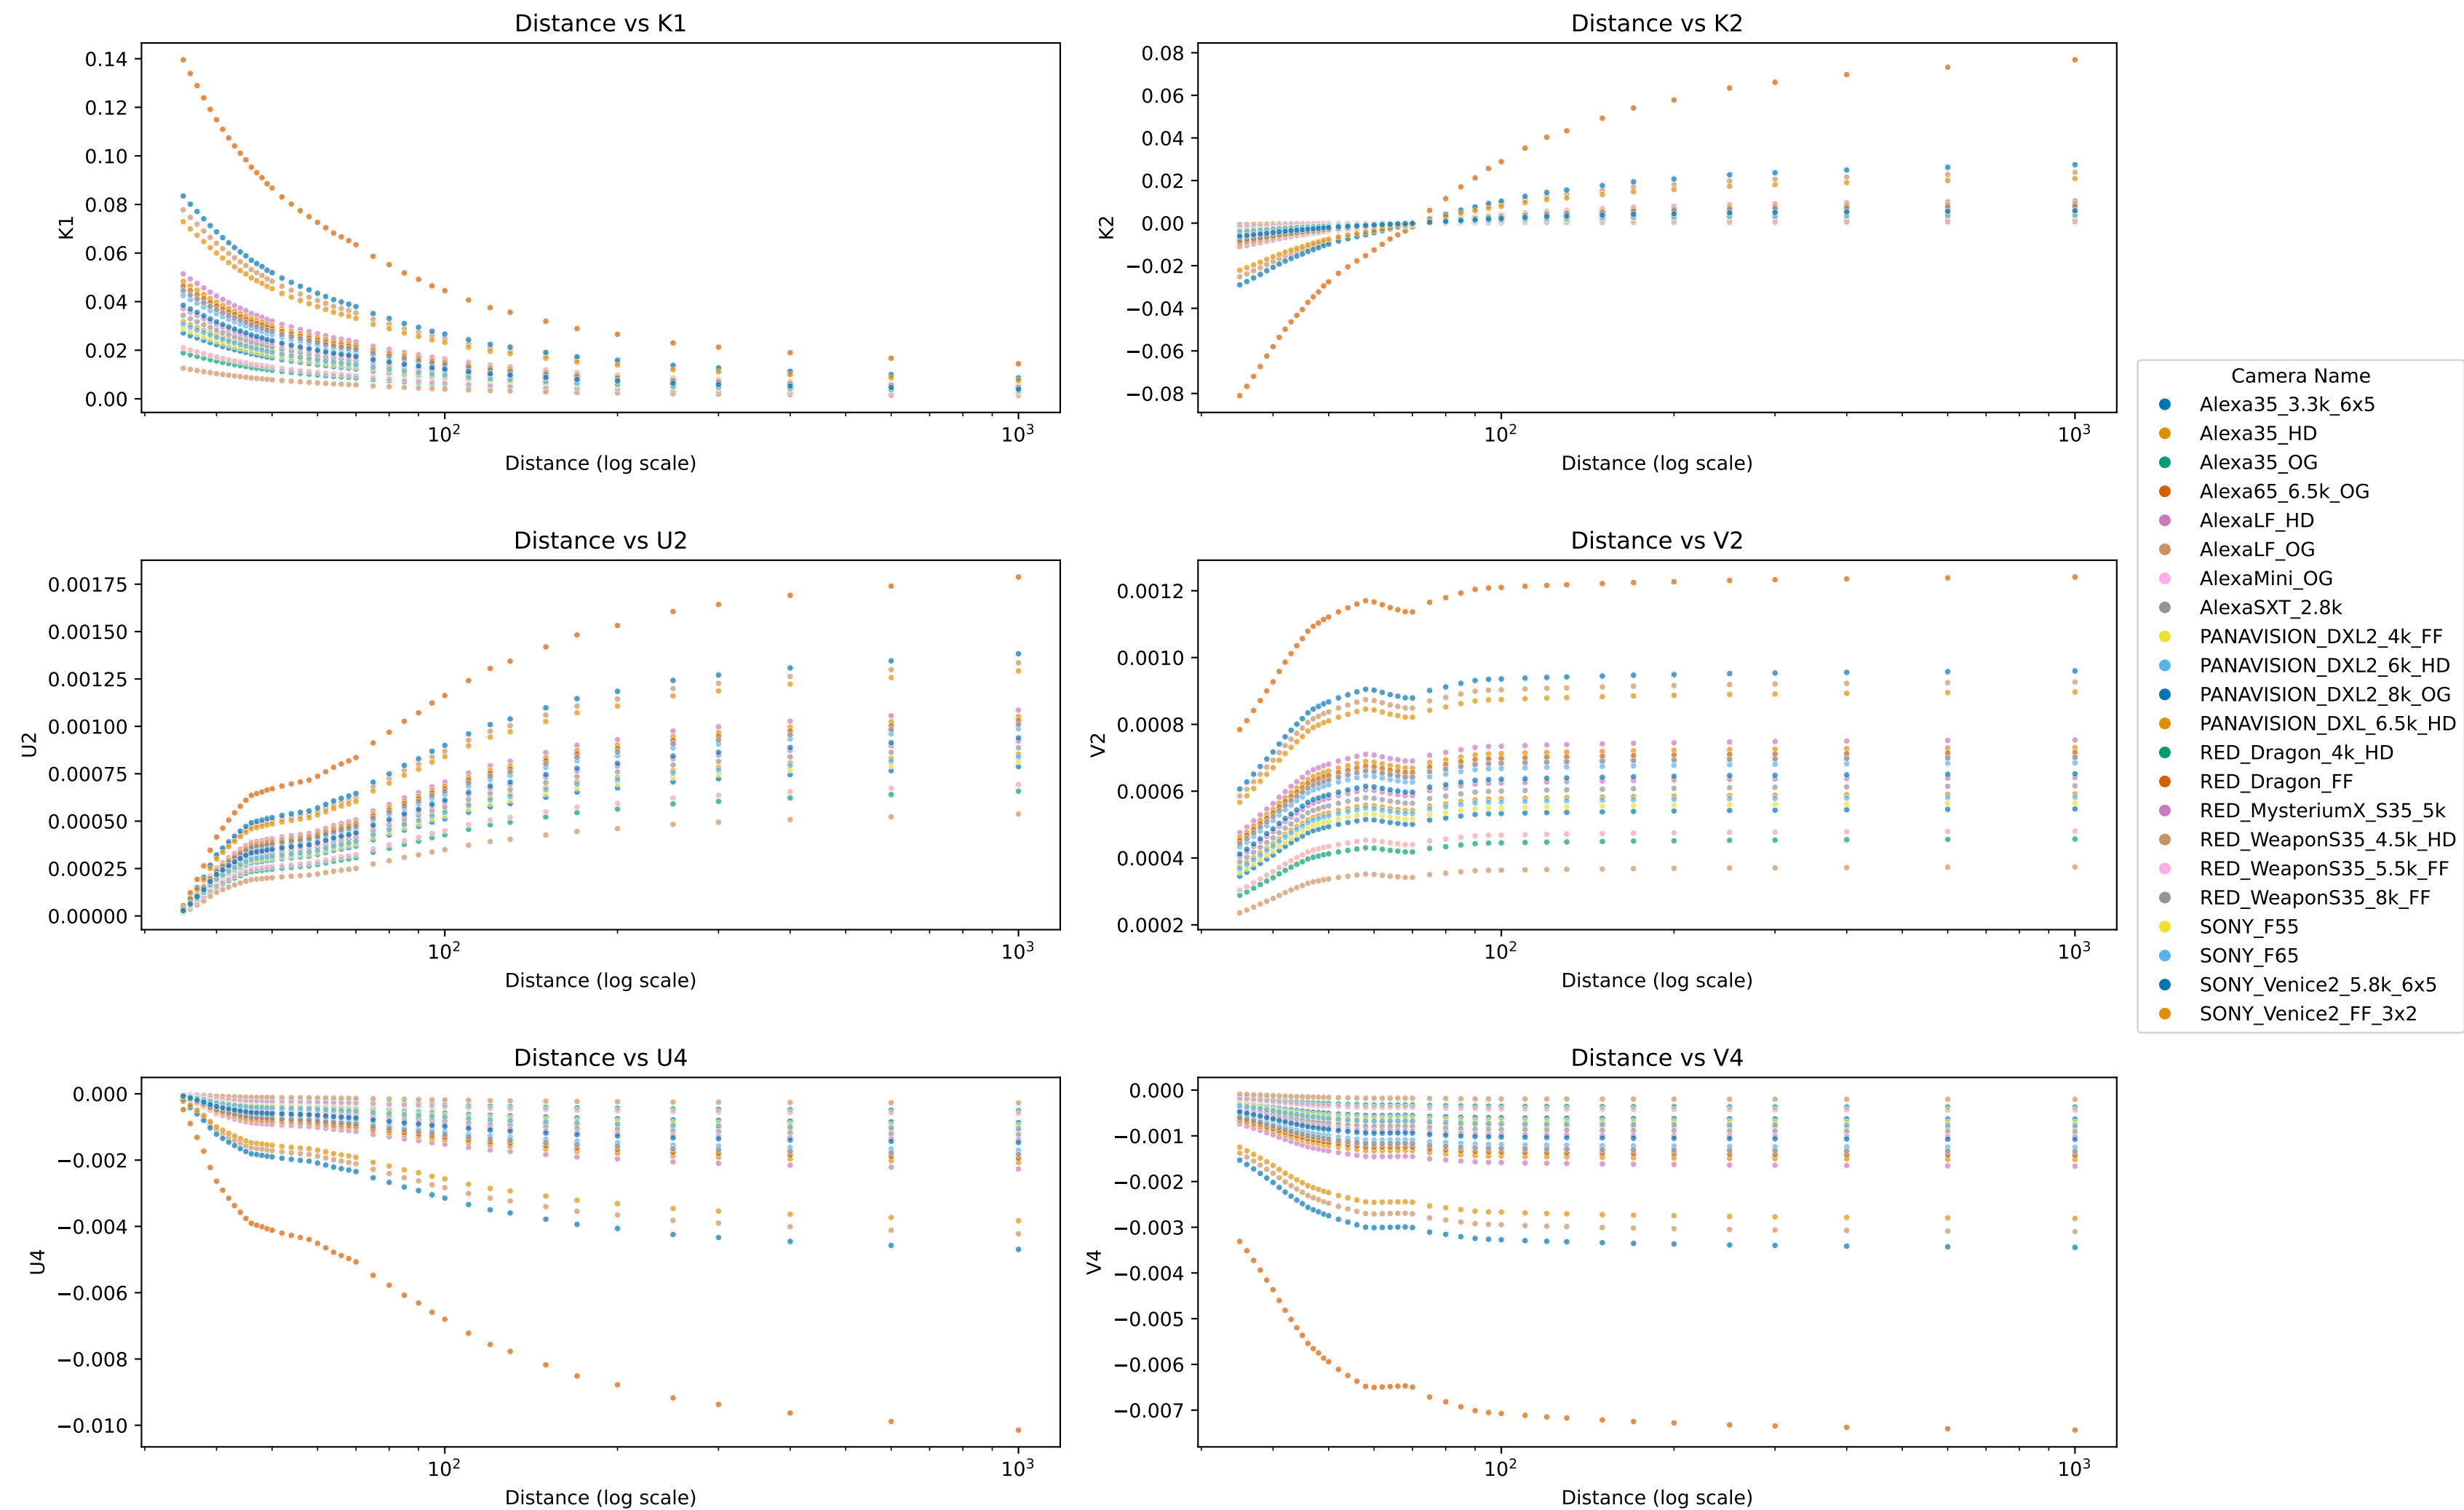 Distance vs K1
0.14
0.12
0.10
0.08
0.06
0.04
0.02
0.00
K1
10²
10³
Distance (log scale)
Distance vs K2
0.08
0.06
0.04
0.02
0.00
−0.02
−0.04
−0.06
−0.08
K2
10²
10³
Distance (log scale)
Distance vs U2
0.00175
0.00150
0.00125
0.00100
0.00075
0.00050
0.00025
0.00000
U2
10²
10³
Distance (log scale)
Distance vs V2
0.0012
0.0010
0.0008
0.0006
0.0004
0.0002
V2
10²
10³
Distance (log scale)
Distance vs U4
0.000
−0.002
−0.004
−0.006
−0.008
−0.010
U4
10²
10³
Distance (log scale)
Distance vs V4
0.000
−0.001
−0.002
−0.003
−0.004
−0.005
−0.006
−0.007
V4
10²
10³
Distance (log scale)
Camera Name
Alexa35_3.3k_6x5
Alexa35_HD
Alexa35_OG
Alexa65_6.5k_OG
AlexaLF_HD
AlexaLF_OG
AlexaMini_OG
AlexaSXT_2.8k
PANAVISION_DXL2_4k_FF
PANAVISION_DXL2_6k_HD
PANAVISION_DXL2_8k_OG
PANAVISION_DXL_6.5k_HD
RED_Dragon_4k_HD
RED_Dragon_FF
RED_MysteriumX_S35_5k
RED_WeaponS35_4.5k_HD
RED_WeaponS35_5.5k_FF
RED_WeaponS35_8k_FF
SONY_F55
SONY_F65
SONY_Venice2_5.8k_6x5
SONY_Venice2_FF_3x2